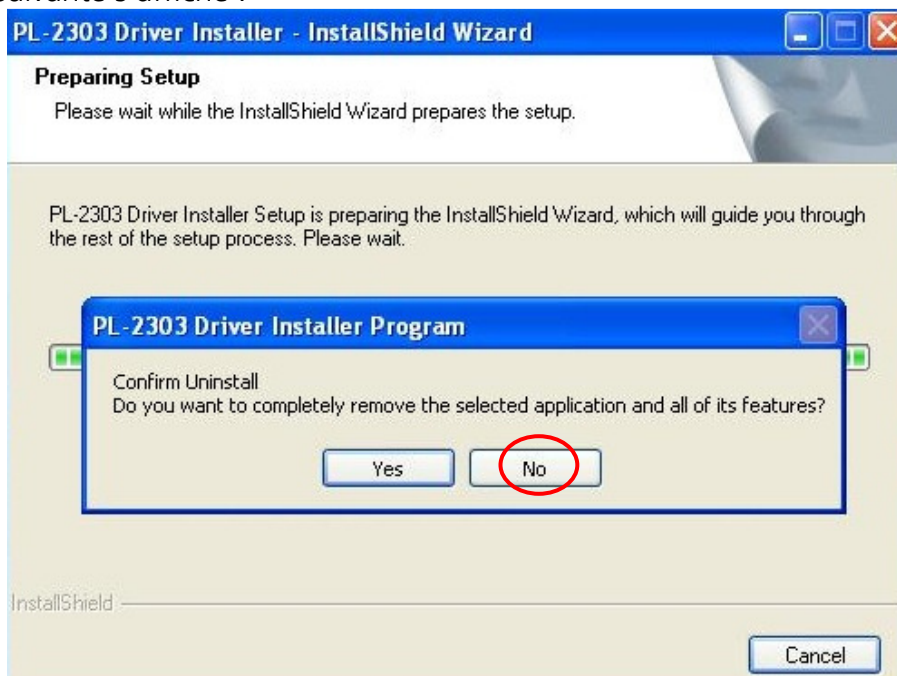 suivante s'affiche :
PL-2303 Driver Installer - InstallShield Wizard
Preparing Setup
Please wait while the InstallShield Wizard prepares the setup.
PL-2303 Driver Installer Setup is preparing the InstallShield Wizard, which will guide you through
the rest of the setup process. Please wait.
PL-2303 Driver Installer Program
Confirm Uninstall
Do you want to completely remove the selected application and all of its features?
Yes No
InstallShield
Cancel